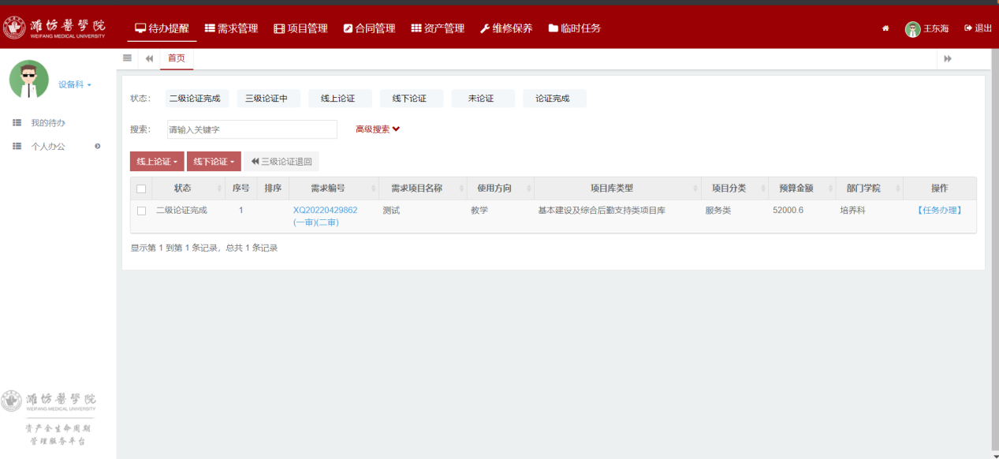 濰坊醫學院
WEIFANG MEDICAL UNIVERSITY
待办提醒 需求管理 项目管理 合同管理 资产管理 维修保养 临时任务 王东海 退出
首页
设备科
我的待办
个人办公
状态： 二级论证完成 三级论证中 线上论证 线下论证 未论证 论证完成
搜索： 请输入关键字 高级搜索
线上论证 线下论证 三级论证退回
状态 序号 排序 需求编号 需求项目名称 使用方向 项目库类型 项目分类 预算金额 部门学院 操作
二级论证完成 1 XQ20220429862 测试 教学 基本建设及综合后勤支持类项目库 服务类 52000.6 培养科 【任务办理】
(一审)(二审)
显示第 1 到第 1 条记录，总共 1 条记录
濰坊醫學院
WEIFANG MEDICAL UNIVERSITY
资产全生命周期
管理服务平台